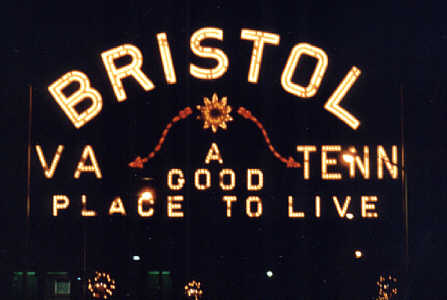 BRISTOL
VA TENN
A
GOOD
PLACE TO LIVE